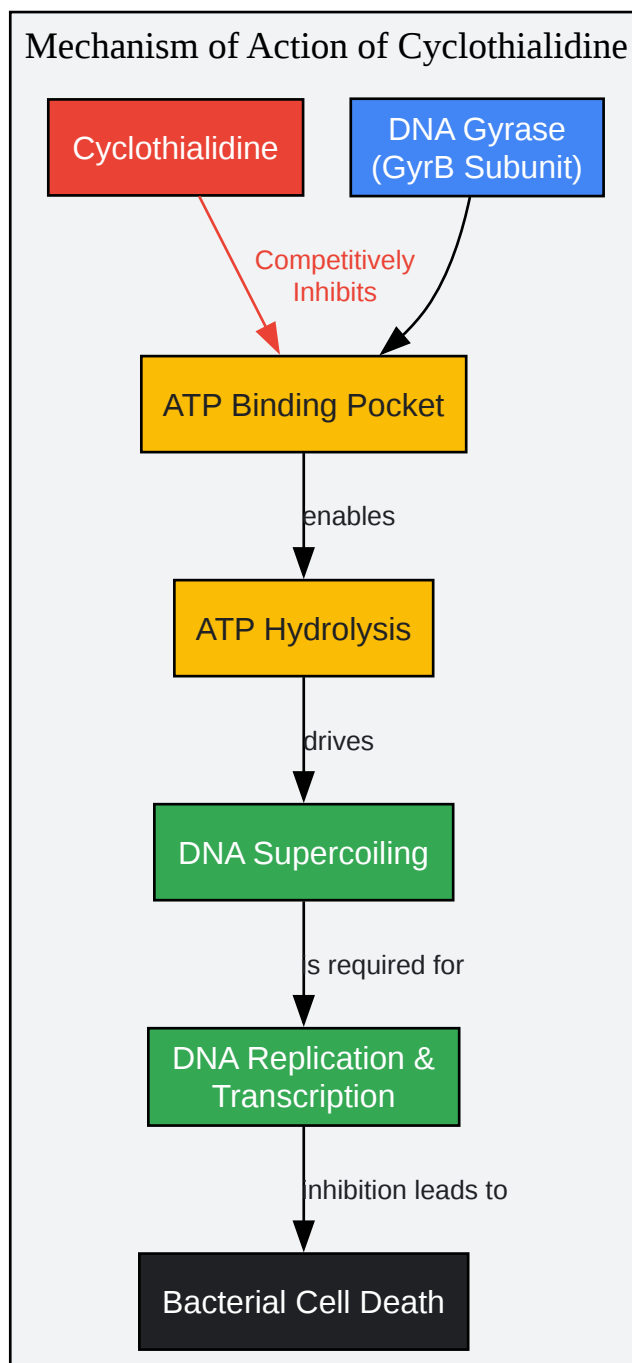 Mechanism of Action of Cyclothialidine
Cyclothialidine
DNA Gyrase
(GyrB Subunit)
Competitively
Inhibits
ATP Binding Pocket
enables
ATP Hydrolysis
drives
DNA Supercoiling
is required for
DNA Replication &
Transcription
inhibition leads to
Bacterial Cell Death